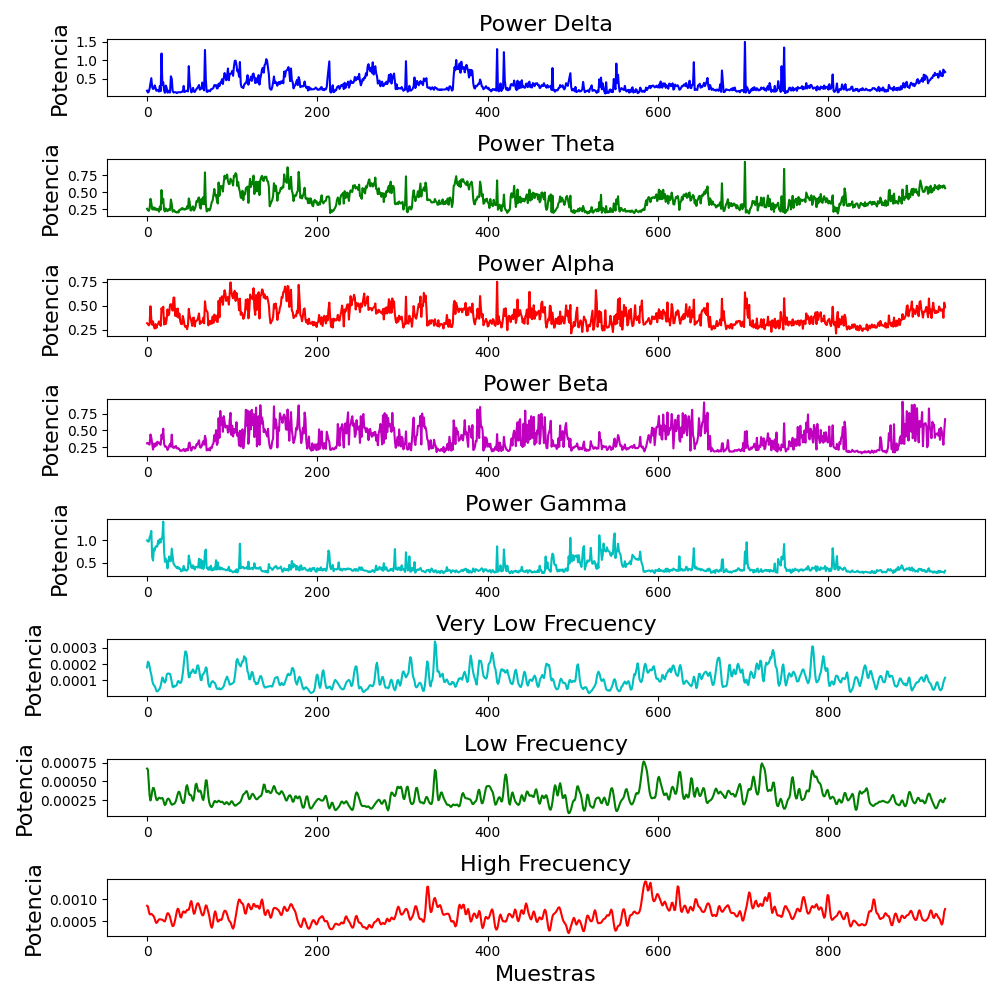 Power Delta
Potencia
1.5
1.0
0.5
0 200 400 600 800
Power Theta
Potencia
0.75
0.50
0.25
0 200 400 600 800
Power Alpha
Potencia
0.75
0.50
0.25
0 200 400 600 800
Power Beta
Potencia
0.75
0.50
0.25
0 200 400 600 800
Power Gamma
Potencia
1.0
0.5
0 200 400 600 800
Very Low Frecuency
Potencia
0.0003
0.0002
0.0001
0 200 400 600 800
Low Frecuency
Potencia
0.00075
0.00050
0.00025
0 200 400 600 800
High Frecuency
Potencia
0.0010
0.0005
0 200 400 600 800
Muestras